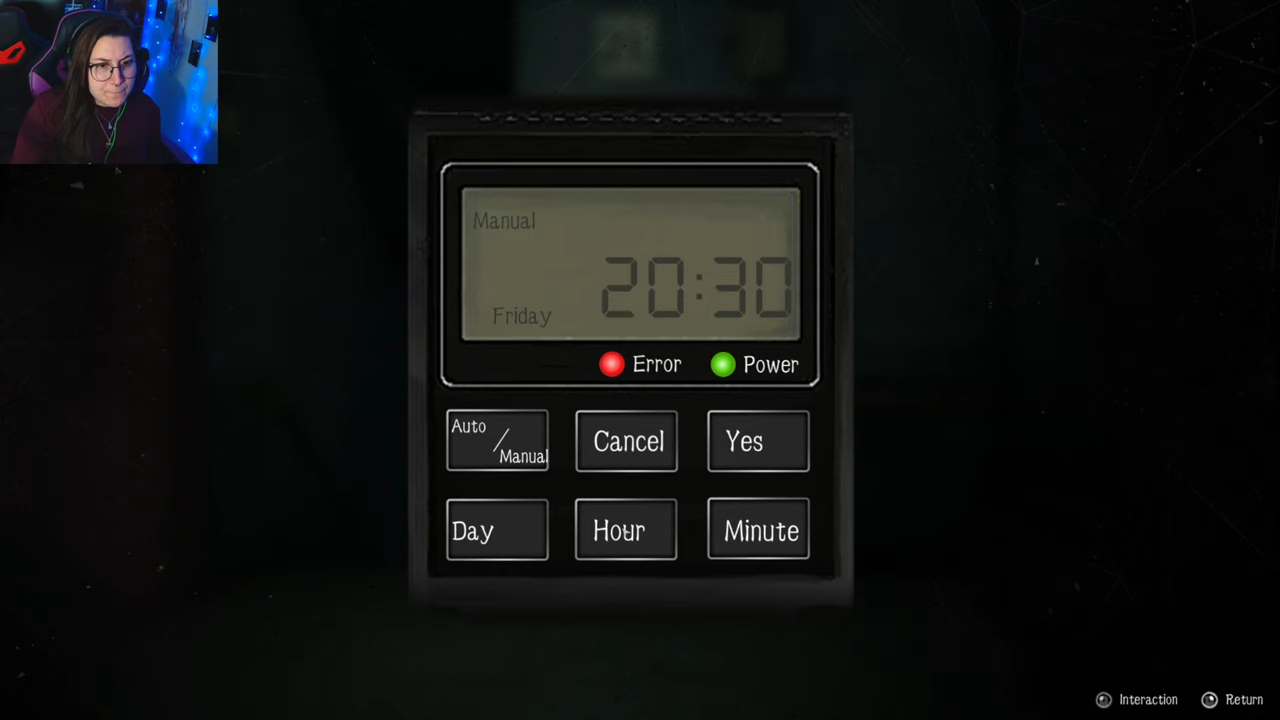 Manual
20:30
Friday
Error Power
Auto / Manual Cancel Yes
Day Hour Minute
Interaction Return